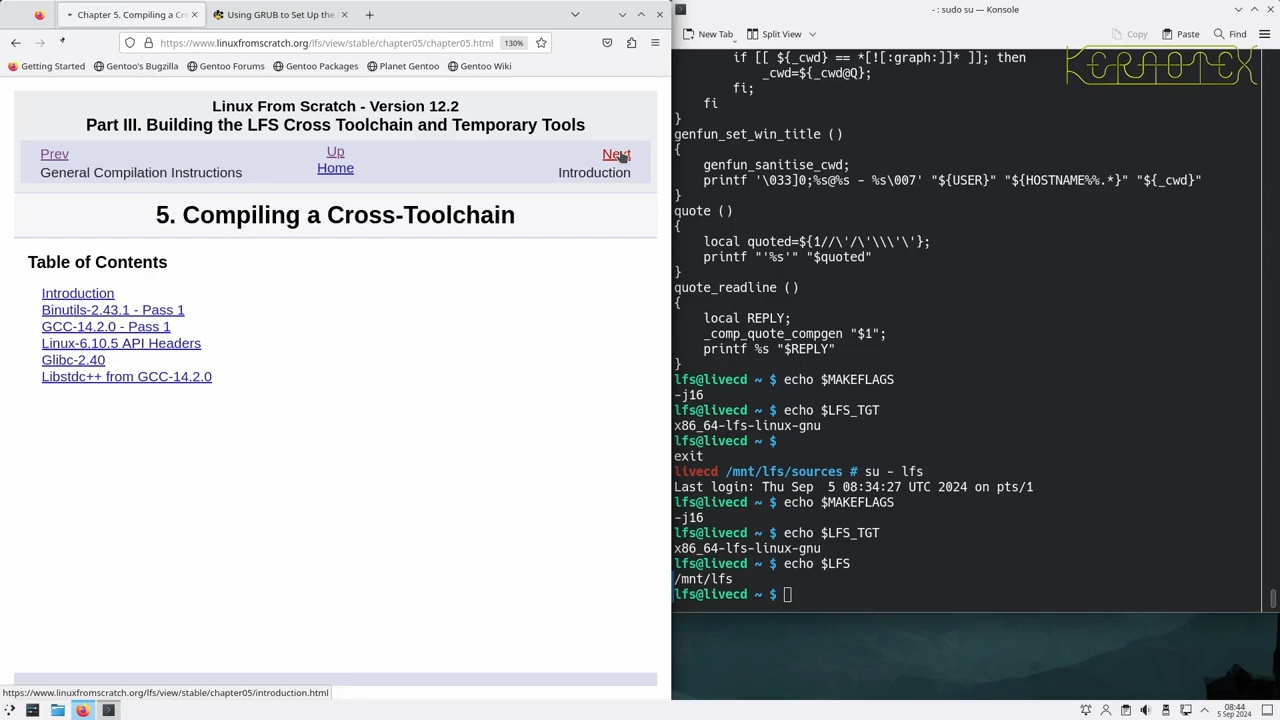 Chapter 5. Compiling a Cro
Using GRUB to Set Up the
https://www.linuxfromscratch.org/lfs/view/stable/chapter05/chapter05.html
130%
Getting Started
Gentoo's Bugzilla
Gentoo Forums
Gentoo Packages
Planet Gentoo
Gentoo Wiki
Linux From Scratch - Version 12.2
Part III. Building the LFS Cross Toolchain and Temporary Tools
Prev
Up
Next
General Compilation Instructions
Home
Introduction
5. Compiling a Cross-Toolchain
Table of Contents
Introduction
Binutils-2.43.1 - Pass 1
GCC-14.2.0 - Pass 1
Linux-6.10.5 API Headers
Glibc-2.40
Libstdc++ from GCC-14.2.0
https://www.linuxfromscratch.org/lfs/view/stable/chapter05/introduction.html
- : sudo su — Konsole
New Tab
Split View
Copy
Paste
Find
KERNOTEX
if [[ ${_cwd} == *[![:graph:]]* ]]; then
_cwd=${_cwd@Q};
fi;
fi
}
genfun_set_win_title ()
{
genfun_sanitise_cwd;
printf '\033]0;%s@%s - %s\007' "${USER}" "${HOSTNAME%%.*}" "${_cwd}"
}
quote ()
{
local quoted=${1//\'/\'\\\'\'};
printf "'%s'" "$quoted"
}
quote_readline ()
{
local REPLY;
_comp_quote_compgen "$1";
printf %s "$REPLY"
}
lfs@livecd ~ $ echo $MAKEFLAGS
-j16
lfs@livecd ~ $ echo $LFS_TGT
x86_64-lfs-linux-gnu
lfs@livecd ~ $
exit
livecd /mnt/lfs/sources # su - lfs
Last login: Thu Sep  5 08:34:27 UTC 2024 on pts/1
lfs@livecd ~ $ echo $MAKEFLAGS
-j16
lfs@livecd ~ $ echo $LFS_TGT
x86_64-lfs-linux-gnu
lfs@livecd ~ $ echo $LFS
/mnt/lfs
lfs@livecd ~ $
08:44
5 Sep 2024